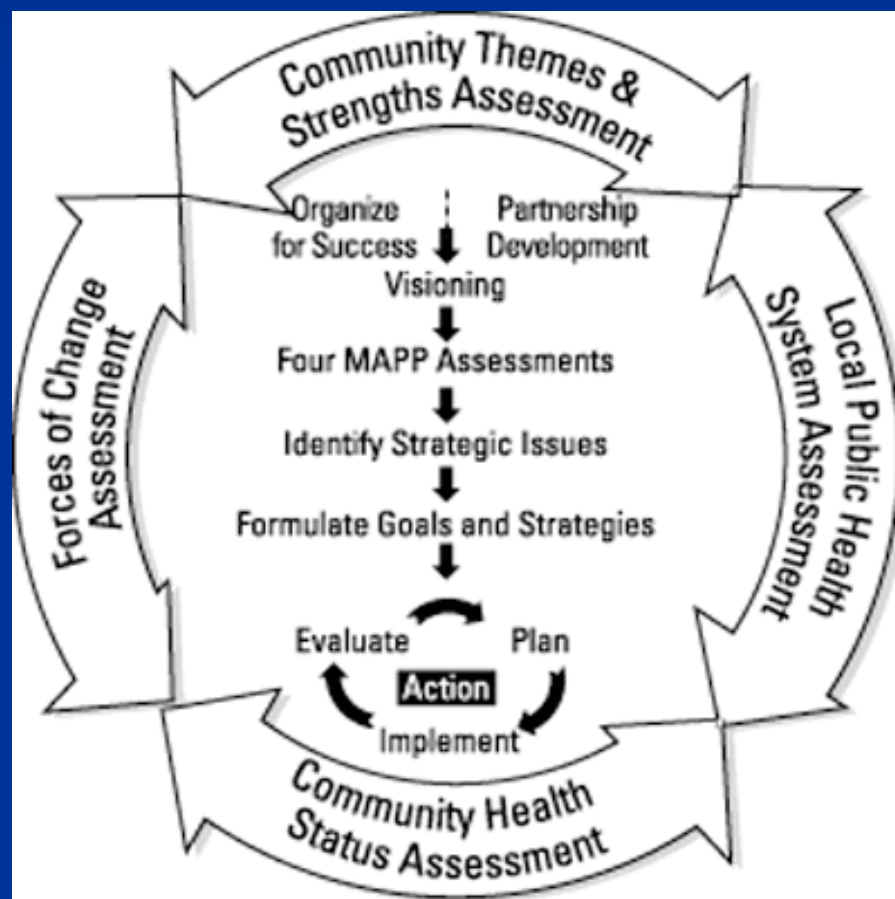 Community Themes &
Strengths Assessment
Organize
for Success
Partnership
Development
Visioning
Four MAPP Assessments
Identify Strategic Issues
Formulate Goals and Strategies
Evaluate
Plan
Action
Implement
Forces of Change
Assessment
Local Public Health
System Assessment
Community Health
Status Assessment